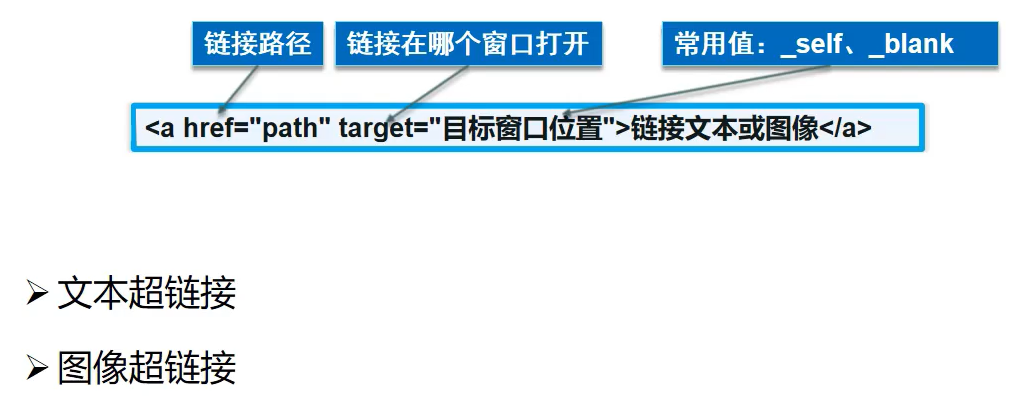 链接路径 链接在哪个窗口打开 常用值：_self、_blank
<a href="path" target="目标窗口位置">链接文本或图像</a>
文本超链接
图像超链接